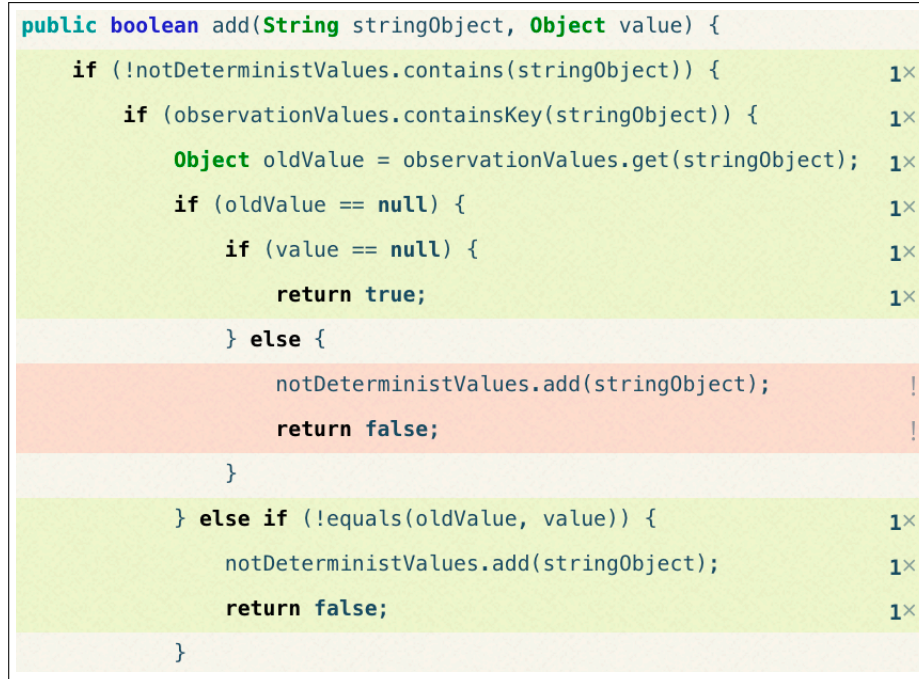 public boolean add(String stringObject, Object value) {
if (!notDeterministValues.contains(stringObject)) { 1×
if (observationValues.containsKey(stringObject)) { 1×
Object oldValue = observationValues.get(stringObject); 1×
if (oldValue == null) { 1×
if (value == null) { 1×
return true; 1×
} else {
notDeterministValues.add(stringObject); !
return false; !
}
} else if (!equals(oldValue, value)) { 1×
notDeterministValues.add(stringObject); 1×
return false; 1×
}